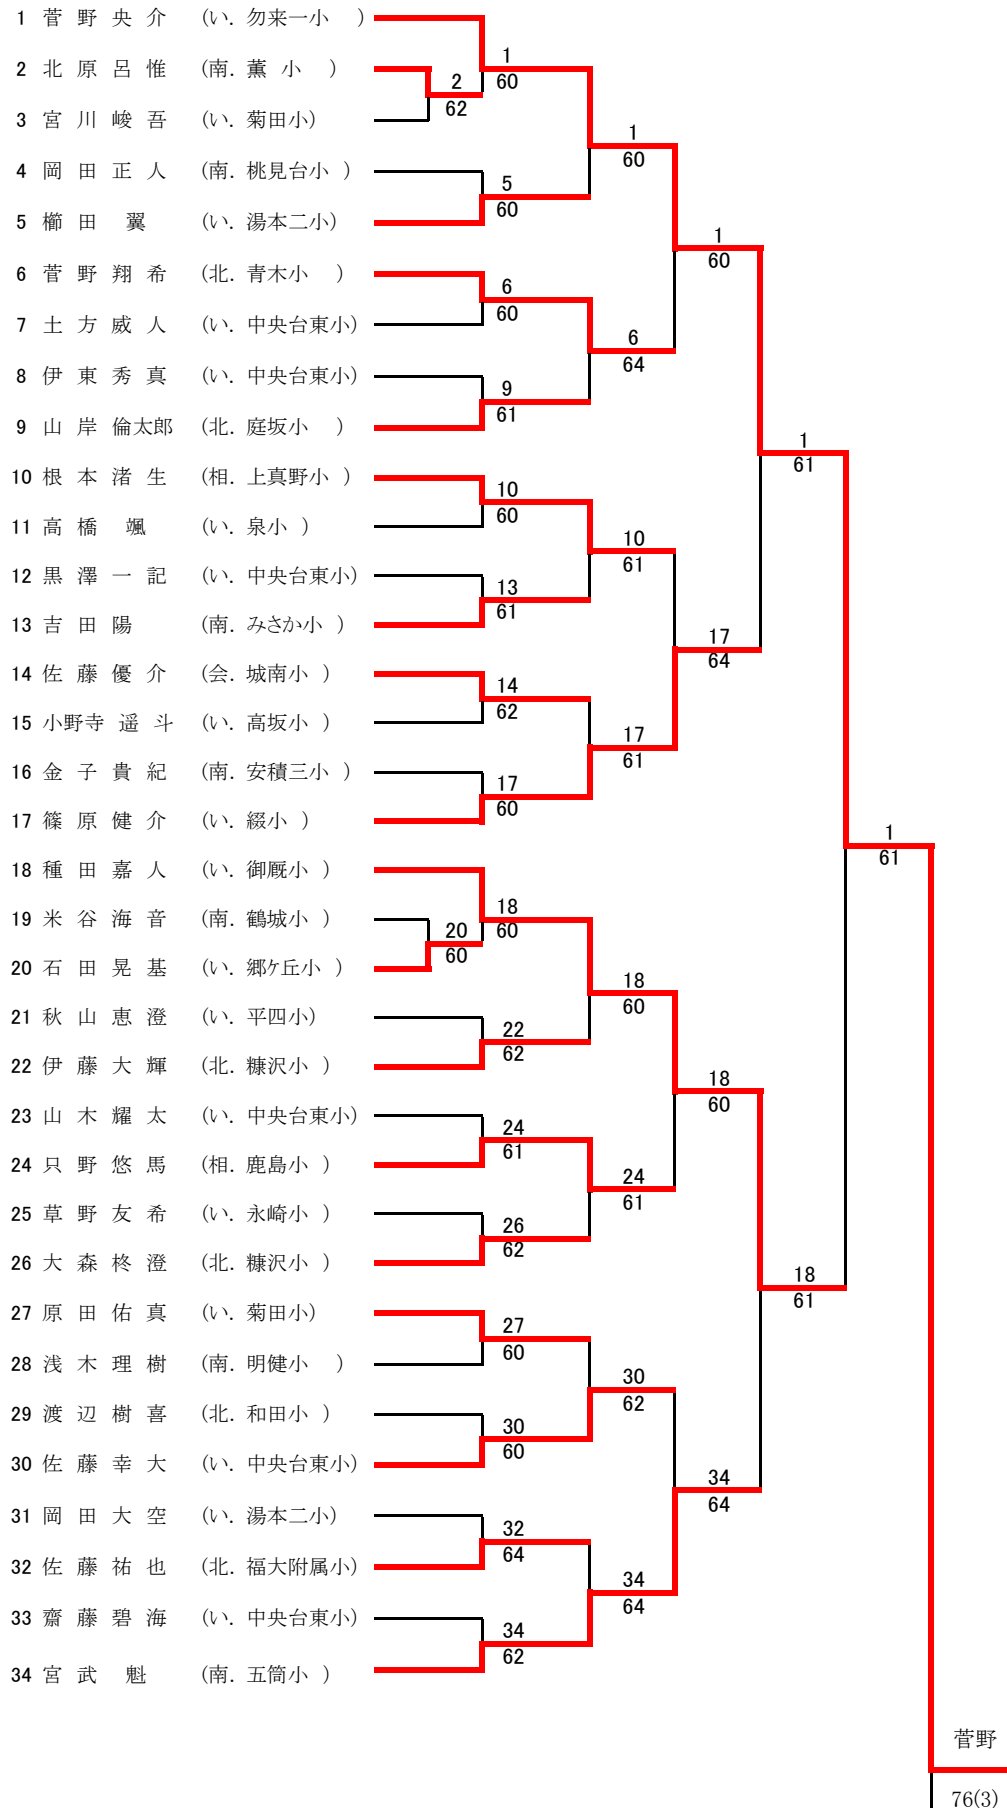 1 菅 野 央 介 (い. 勿来一小 )
2 北 原 呂 惟 (南. 薫 小 )
3 宮 川 峻 吾 (い. 菊田小)
4 岡 田 正 人 (南. 桃見台小 )
5 櫛 田 翼 (い. 湯本二小)
6 菅 野 翔 希 (北. 青木小 )
7 土 方 威 人 (い. 中央台東小)
8 伊 東 秀 真 (い. 中央台東小)
9 山 岸 倫太郎 (北. 庭坂小 )
10 根 本 渚 生 (相. 上真野小 )
11 高 橋 颯 (い. 泉小 )
12 黒 澤 一 記 (い. 中央台東小)
13 吉 田 陽 (南. みさか小 )
14 佐 藤 優 介 (会. 城南小 )
15 小野寺 遥 斗 (い. 高坂小 )
16 金 子 貴 紀 (南. 安積三小 )
17 篠 原 健 介 (い. 綴小 )
18 種 田 嘉 人 (い. 御厩小 )
19 米 谷 海 音 (南. 鶴城小 )
20 石 田 晃 基 (い. 郷ケ丘小 )
21 秋 山 恵 澄 (い. 平四小)
22 伊 藤 大 輝 (北. 糠沢小 )
23 山 木 耀 太 (い. 中央台東小)
24 只 野 悠 馬 (相. 鹿島小 )
25 草 野 友 希 (い. 永崎小 )
26 大 森 柊 澄 (北. 糠沢小 )
27 原 田 佑 真 (い. 菊田小)
28 浅 木 理 樹 (南. 明健小 )
29 渡 辺 樹 喜 (北. 和田小 )
30 佐 藤 幸 大 (い. 中央台東小)
31 岡 田 大 空 (い. 湯本二小)
32 佐 藤 祐 也 (北. 福大附属小)
33 齋 藤 碧 海 (い. 中央台東小)
34 宮 武 魁 (南. 五箇小 )
2
62
20
60
1
60
5
60
6
60
9
61
10
60
13
61
14
62
17
60
18
60
22
62
24
61
26
62
27
60
30
60
32
64
34
62
1
60
6
64
10
61
17
61
18
60
24
61
30
62
34
64
1
60
17
64
18
60
34
64
1
61
18
61
1
61
菅野
76(3)